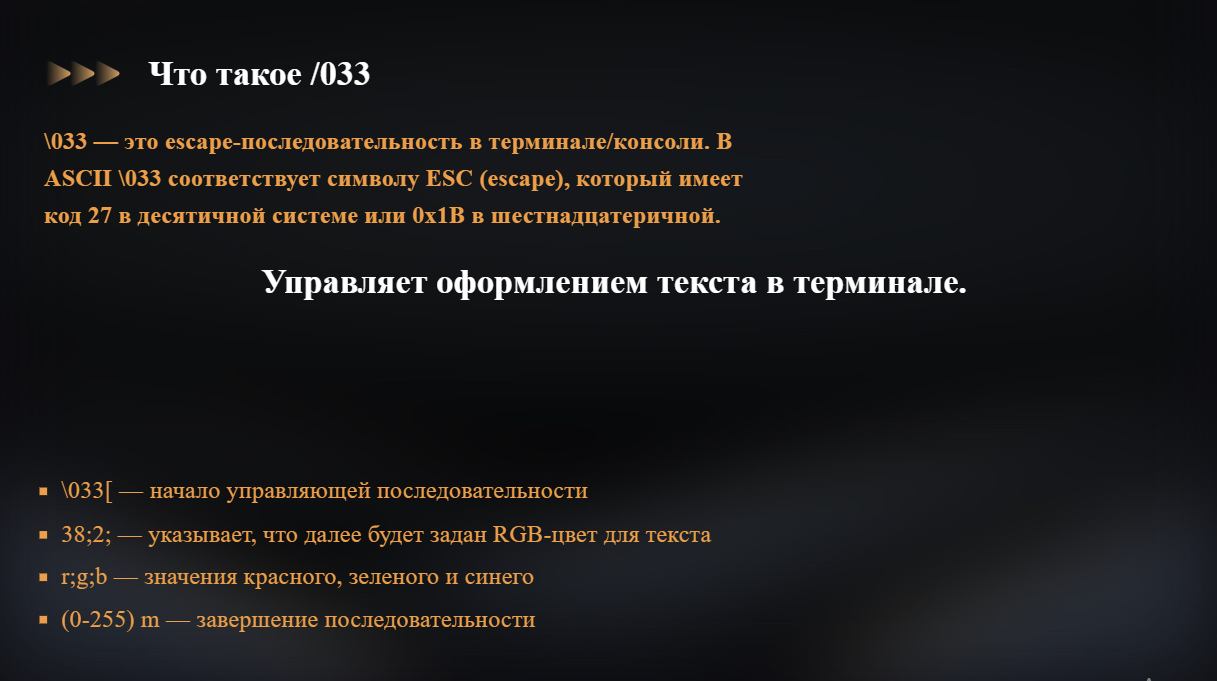 Что такое /033
\033 — это escape-последовательность в терминале/консоли. В
ASCII \033 соответствует символу ESC (escape), который имеет
код 27 в десятичной системе или 0x1B в шестнадцатеричной.
Управляет оформлением текста в терминале.
\033[ — начало управляющей последовательности
38;2; — указывает, что далее будет задан RGB-цвет для текста
r;g;b — значения красного, зеленого и синего
(0-255) m — завершение последовательности